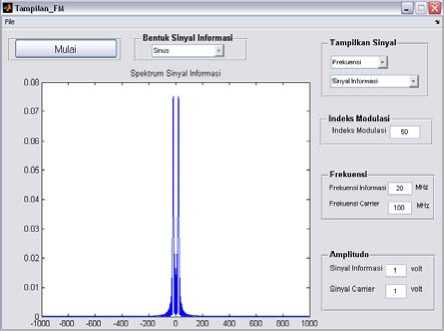 Tampilan_FM
File
Mulai
Bentuk Sinyal Informasi
Sinus
Tampilkan Sinyal
Frekuensi
Sinyal Informasi
Spektrum Sinyal Informasi
0.08
0.07
0.06
0.05
0.04
0.03
0.02
0.01
0
-1000 -800 -600 -400 -200 0 200 400 600 800 1000
Indeks Modulasi
Indeks Modulasi 50
Frekuensi
Frekuensi Informasi 20 MHz
Frekuensi Carrier 100 MHz
Amplitudo
Sinyal Informasi 1 volt
Sinyal Carrier 1 volt